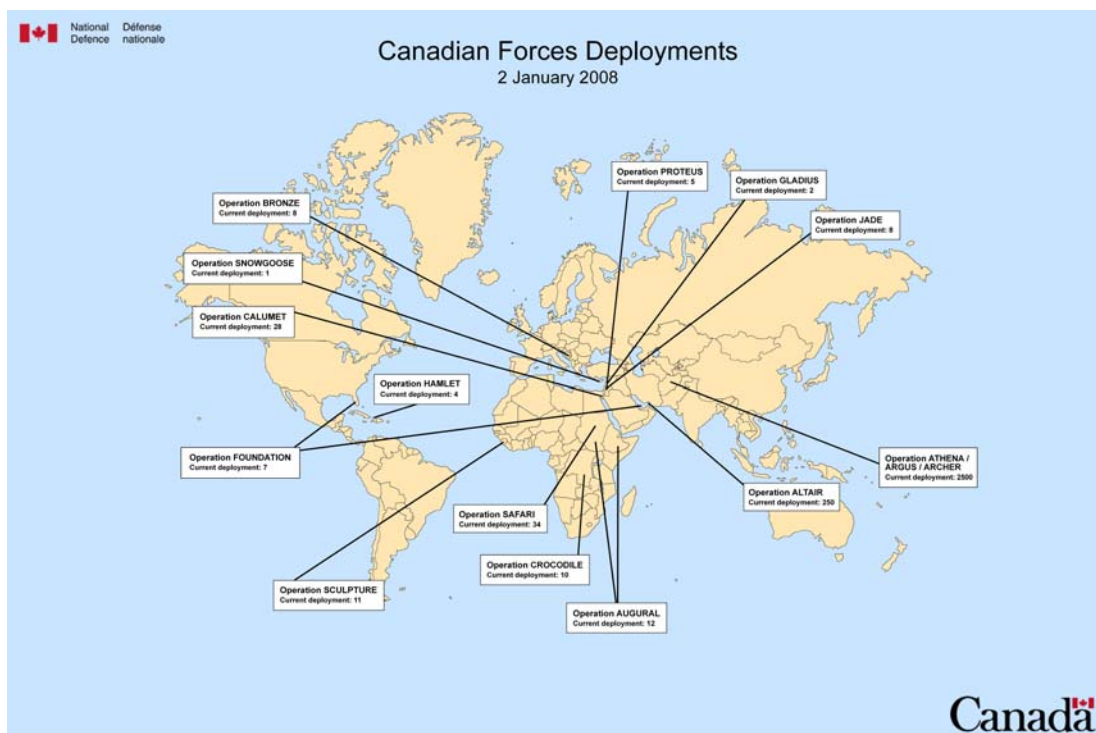 National Défense
Defence nationale
Canadian Forces Deployments
2 January 2008
Operation PROTEUS
Current deployment: 5
Operation GLADIUS
Current deployment: 2
Operation BRONZE
Current deployment: 8
Operation JADE
Current deployment: 8
Operation SNOWGOOSE
Current deployment: 1
Operation CALUMET
Current deployment: 28
Operation HAMLET
Current deployment: 4
Operation FOUNDATION
Current deployment: 7
Operation ATHENA /
ARGUS / ARCHER
Current deployment: 2500
Operation ALTAIR
Current deployment: 250
Operation SAFARI
Current deployment: 34
Operation CROCODILE
Current deployment: 10
Operation SCULPTURE
Current deployment: 11
Operation AUGURAL
Current deployment: 12
Canada